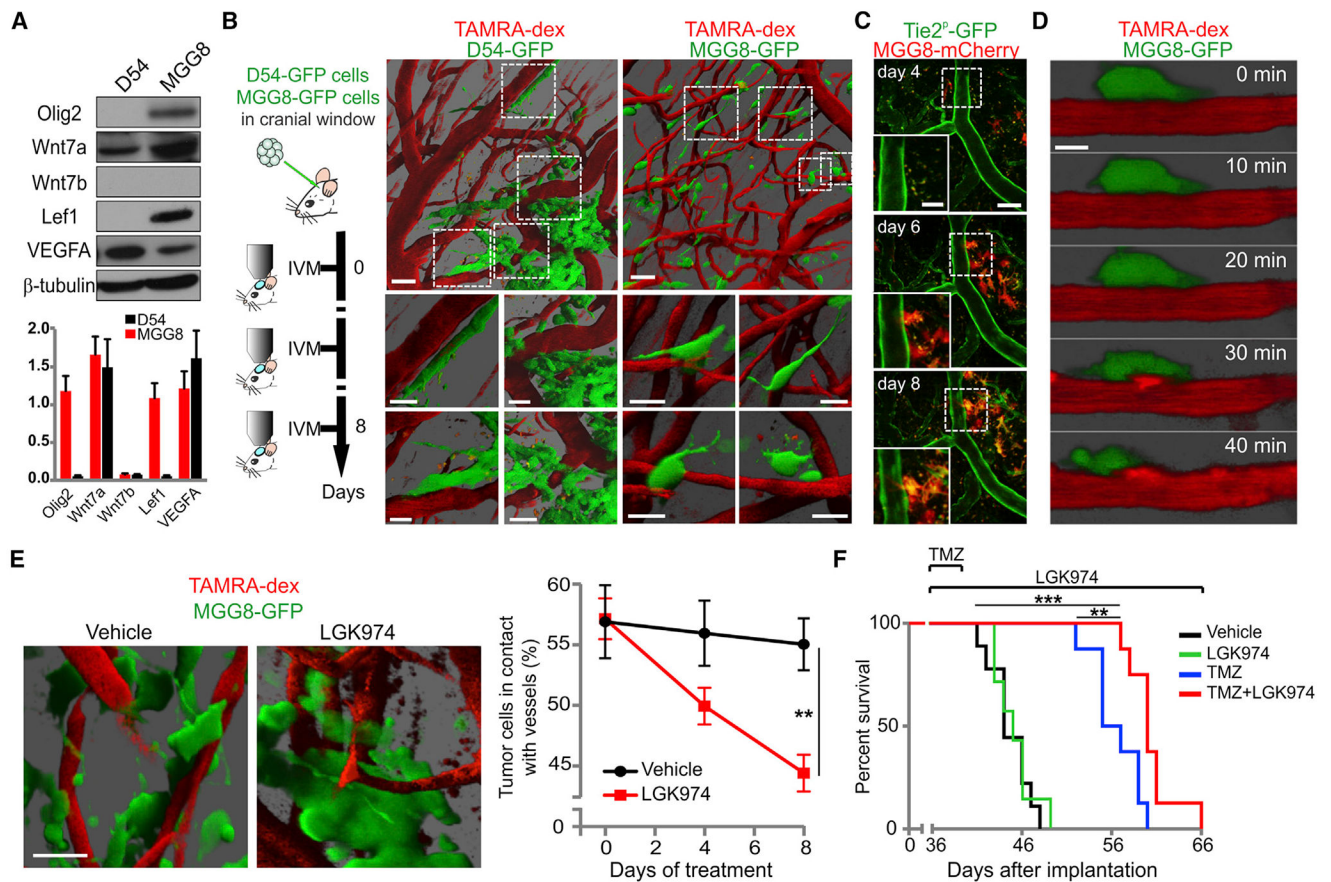 A
D54
MGG8
Olig2
Wnt7a
Wnt7b
Lef1
VEGFA
β-tubulin
2.0
1.5
1.0
0.5
0.0
D54
MGG8
Olig2
Wnt7a
Wnt7b
Lef1
VEGFA
B
D54-GFP cells
MGG8-GFP cells
in cranial window
IVM
0
IVM
IVM
8
Days
TAMRA-dex
D54-GFP
TAMRA-dex
MGG8-GFP
C
Tie2ᵖ-GFP
MGG8-mCherry
day 4
day 6
day 8
D
TAMRA-dex
MGG8-GFP
0 min
10 min
20 min
30 min
40 min
E
TAMRA-dex
MGG8-GFP
Vehicle
LGK974
Tumor cells in contact
with vessels (%)
60
55
50
45
0
**
Vehicle
LGK974
0
2
4
6
8
Days of treatment
F
TMZ
LGK974
***
**
Percent survival
100
50
0
Vehicle
LGK974
TMZ
TMZ+LGK974
0
36
46
56
66
Days after implantation